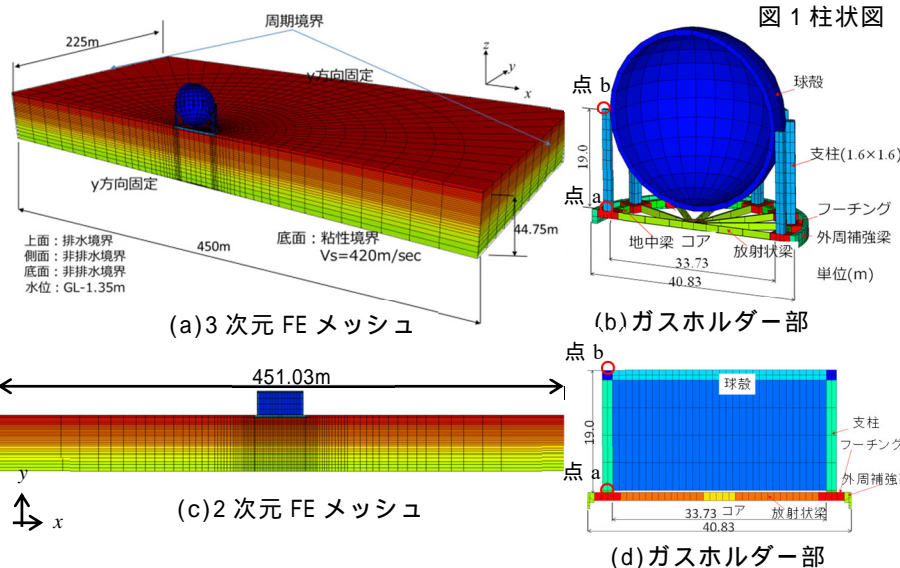 図1柱状図
周期境界
225m
y方向固定
z
y
x
y方向固定
44.75m
底面:粘性境界
Vs=420m/sec
450m
上面:排水境界
側面:非排水境界
底面:非排水境界
水位:GL-1.35m
(a)3次元FEメッシュ
点 b
球殻
支柱(1.6×1.6)
19.0
点 a
フーチング
外周補強梁
地中梁 コア 放射状梁
33.73
40.83
単位(m)
(b)ガスホルダー部
451.03m
y
x
(c)2次元FEメッシュ
点 b
球殻
19.0
支柱
フーチング
点 a
外周補強
33.73 コア 放射状梁
40.83
(d)ガスホルダー部